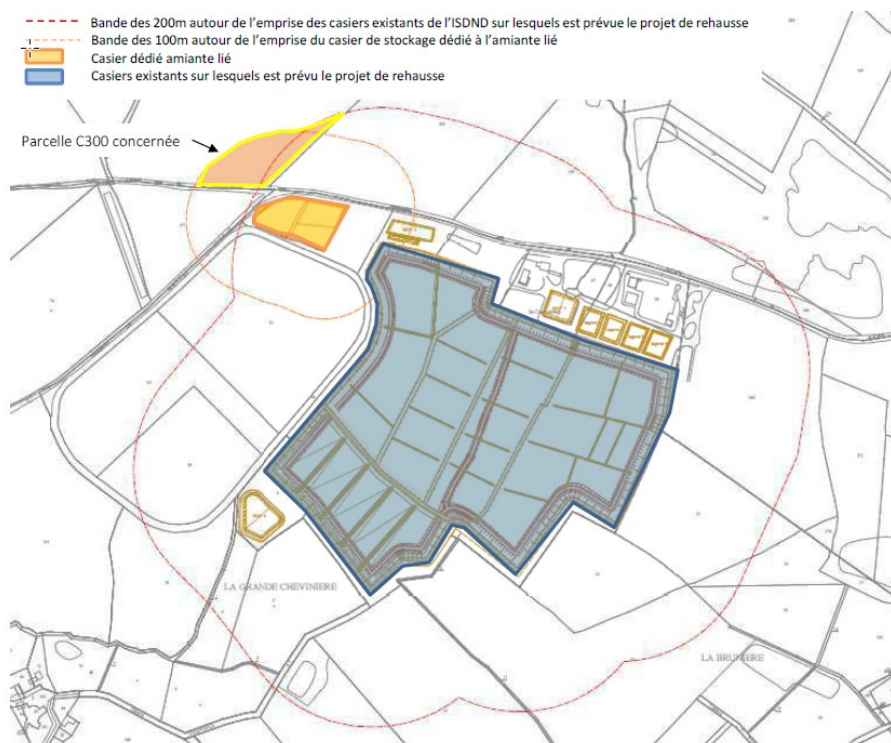 Bande des 200m autour de l’emprise des casiers existants de l’ISDND sur lesquels est prévue le projet de rehausse
Bande des 100m autour de l’emprise du casier de stockage dédié à l’amiante lié
Casier dédié amiante lié
Casiers existants sur lesquels est prévu le projet de rehausse
Parcelle C300 concernée
LA GRANDE CHEVINIERE
LA BRUNIERE